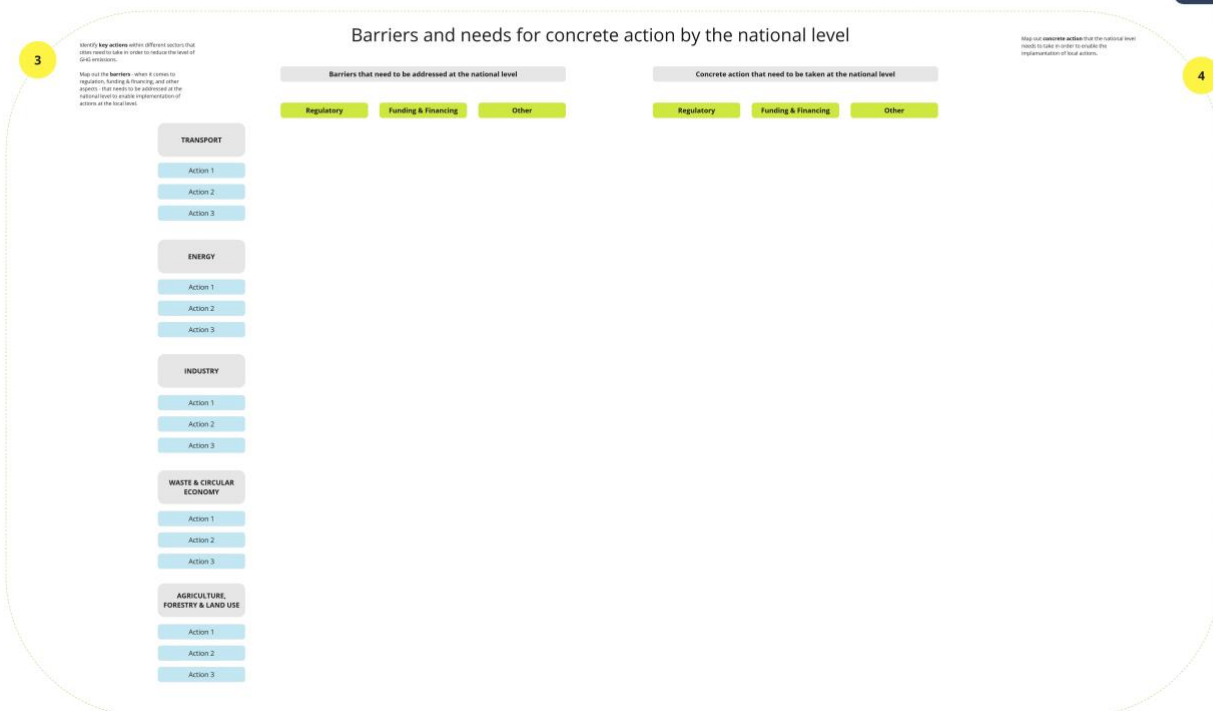 Barriers and needs for concrete action by the national level
3
Identify key actions within different sectors that
cities need to take in order to reduce the level of
GHG emissions.
Map out the barriers - when it comes to
regulation, funding & financing, and other
aspects - that needs to be addressed at the
national level to enable implementation of
actions at the local level.
Barriers that need to be addressed at the national level
Regulatory
Funding & Financing
Other
Concrete action that need to be taken at the national level
Regulatory
Funding & Financing
Other
Map out concrete action that the national level
needs to take in order to enable the
implamantation of local actions.
4
TRANSPORT
Action 1
Action 2
Action 3
ENERGY
Action 1
Action 2
Action 3
INDUSTRY
Action 1
Action 2
Action 3
WASTE & CIRCULAR
ECONOMY
Action 1
Action 2
Action 3
AGRICULTURE,
FORESTRY & LAND USE
Action 1
Action 2
Action 3